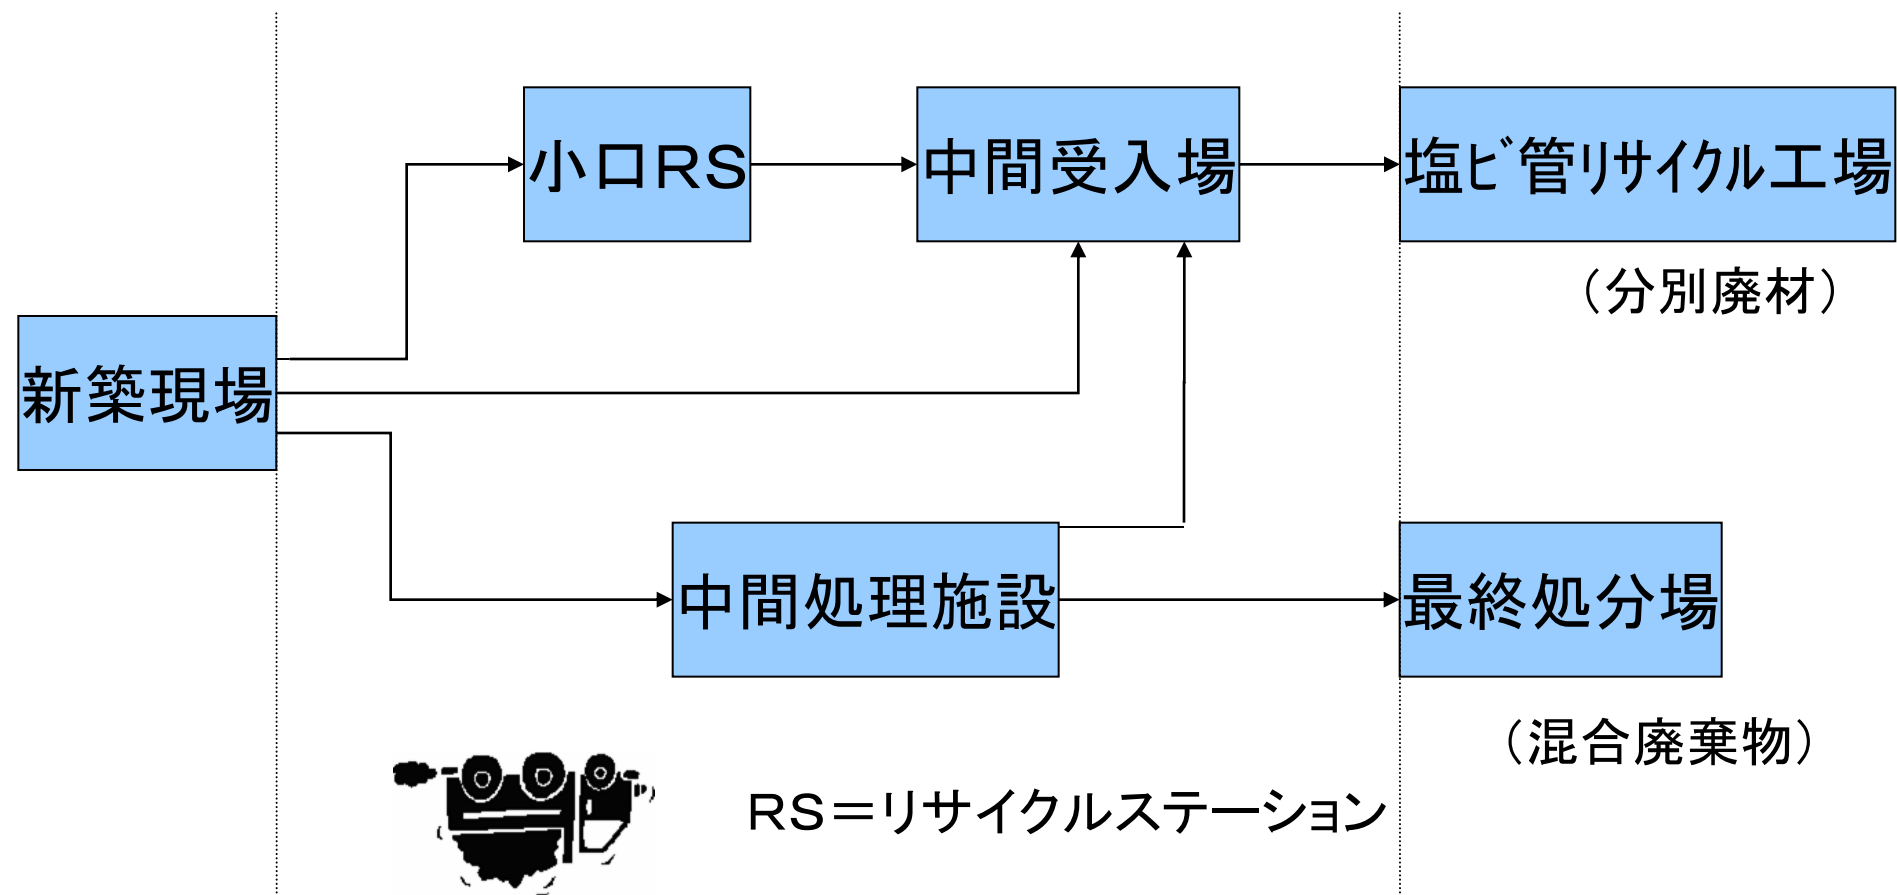 小口ＲＳ
中間受入場
塩ﾋﾞ管ﾘｻｲｸﾙ工場
（分別廃材）
新築現場
中間処理施設
最終処分場
（混合廃棄物）
ＲＳ＝リサイクルステーション